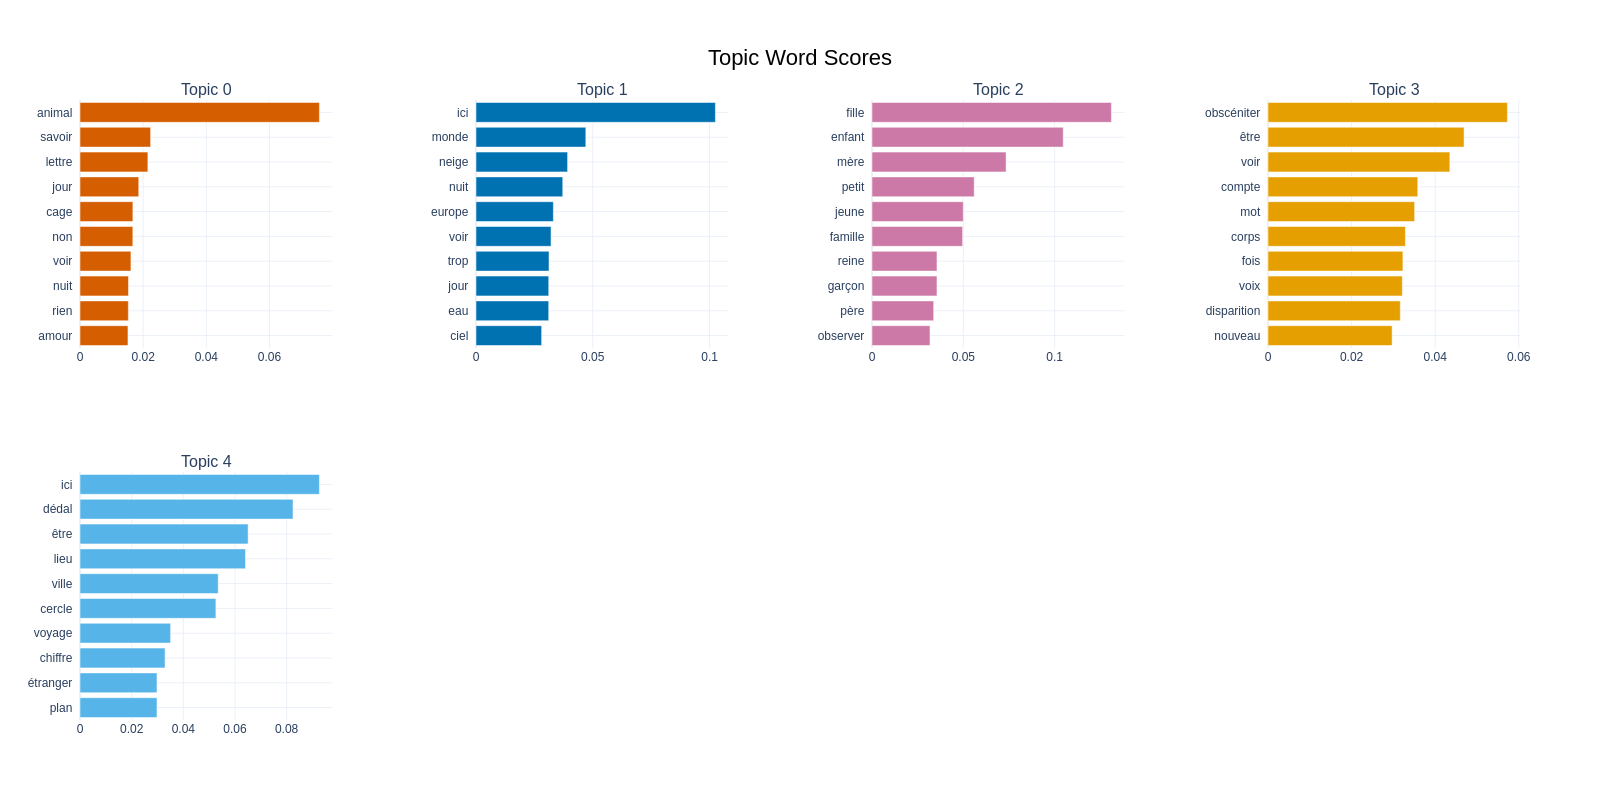 Topic Word Scores
Topic 0
animal
savoir
lettre
jour
cage
non
voir
nuit
rien
amour
0 0.02 0.04 0.06
Topic 1
ici
monde
neige
nuit
europe
voir
trop
jour
eau
ciel
0 0.05 0.1
Topic 2
fille
enfant
mère
petit
jeune
famille
reine
garçon
père
observer
0 0.05 0.1
Topic 3
obscéniter
être
voir
compte
mot
corps
fois
voix
disparition
nouveau
0 0.02 0.04 0.06
Topic 4
ici
dédal
être
lieu
ville
cercle
voyage
chiffre
étranger
plan
0 0.02 0.04 0.06 0.08